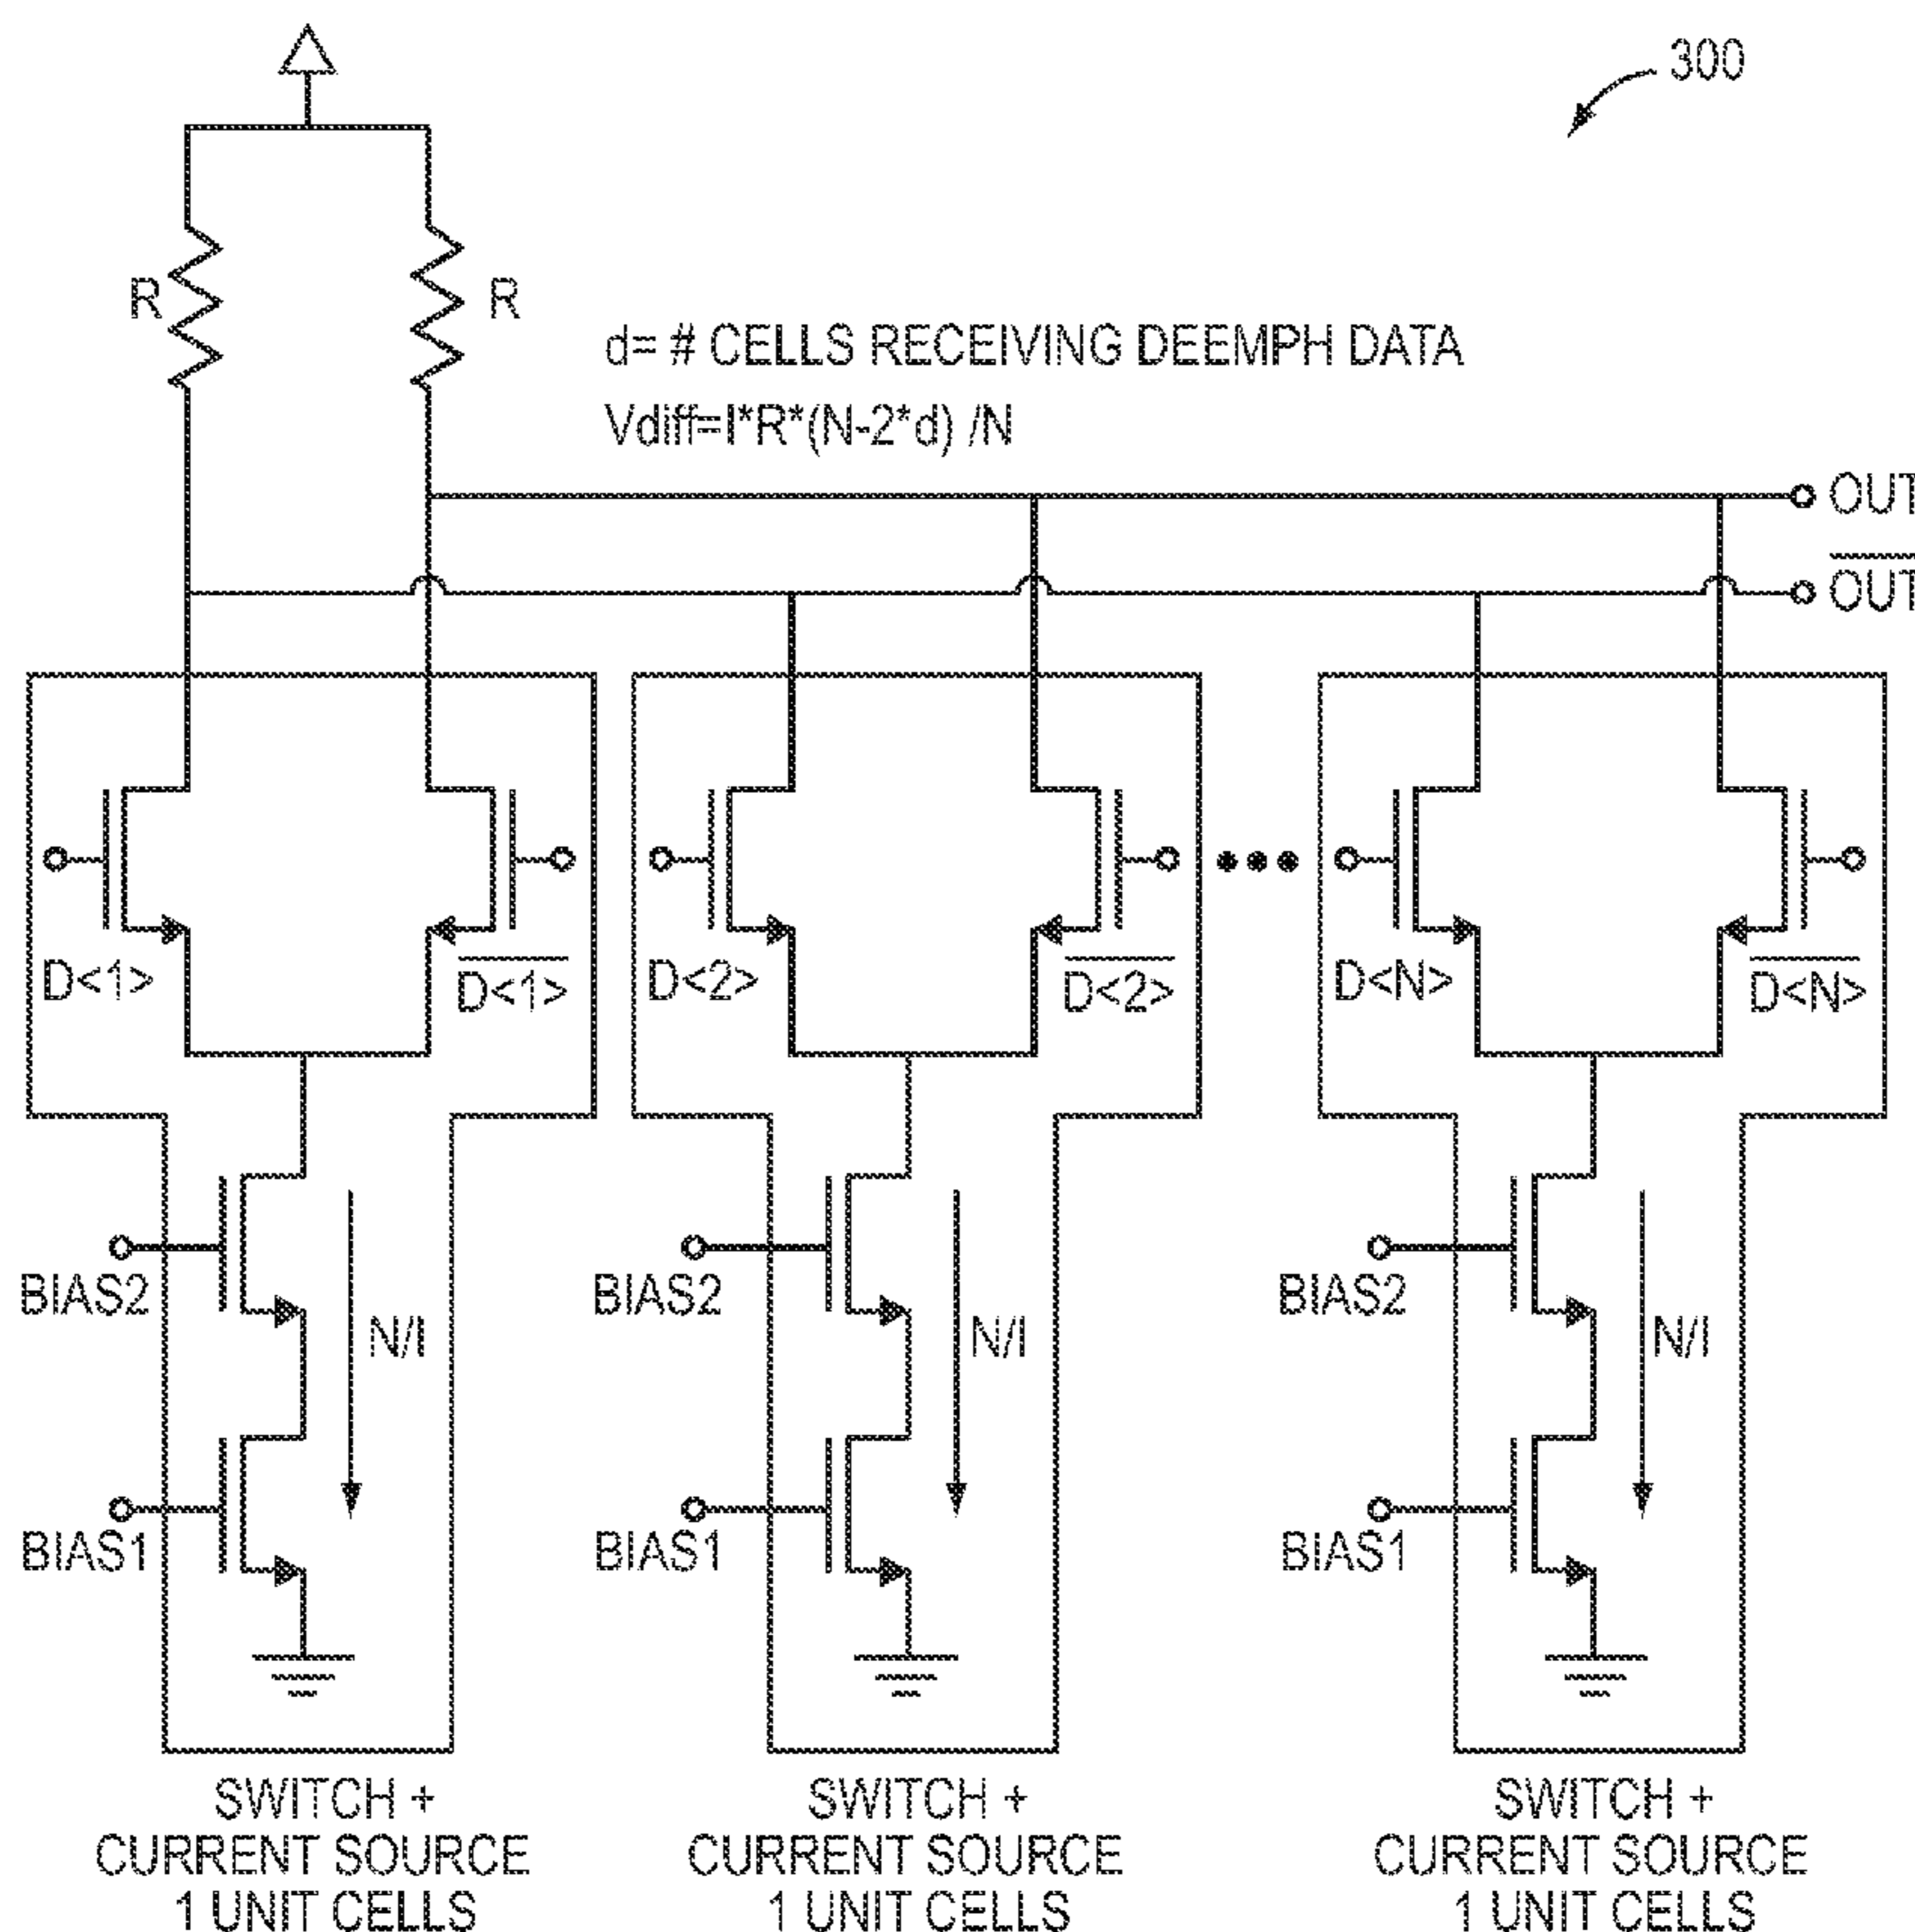 300
R
R
d= # CELLS RECEIVING DEEMPH DATA
Vdiff=I*R*(N-2*d) /N
OUT
OUT
D<1>
D<1>
D<2>
D<2>
D<N>
D<N>
BIAS2
N/I
BIAS2
N/I
BIAS2
N/I
BIAS1
BIAS1
BIAS1
SWITCH +
CURRENT SOURCE
1 UNIT CELLS
SWITCH +
CURRENT SOURCE
1 UNIT CELLS
SWITCH +
CURRENT SOURCE
1 UNIT CELLS